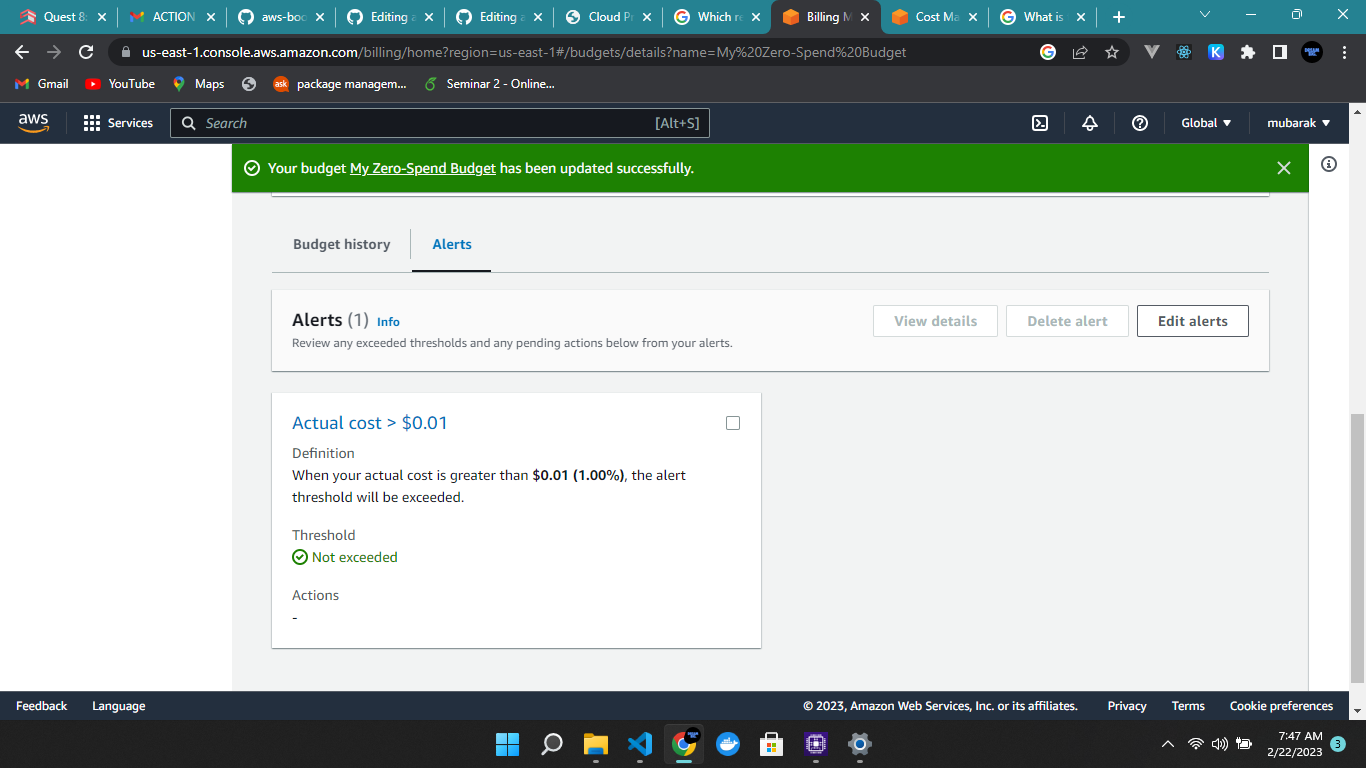 Quest 8:
ACTION
aws-boo
Editing a
Editing a
Cloud Pr
Which re
Billing M
Cost Ma
What is
us-east-1.console.aws.amazon.com/billing/home?region=us-east-1#/budgets/details?name=My%20Zero-Spend%20Budget
Gmail
YouTube
Maps
ask
package managem...
Seminar 2 - Online...
aws
Services
Search
[Alt+S]
Global
mubarak
Your budget My Zero-Spend Budget has been updated successfully.
Budget history
Alerts
Alerts (1) Info
View details
Delete alert
Edit alerts
Review any exceeded thresholds and any pending actions below from your alerts.
Actual cost > $0.01
Definition
When your actual cost is greater than $0.01 (1.00%), the alert
threshold will be exceeded.
Threshold
Not exceeded
Actions
-
Feedback
Language
© 2023, Amazon Web Services, Inc. or its affiliates.
Privacy
Terms
Cookie preferences
7:47 AM
2/22/2023
3